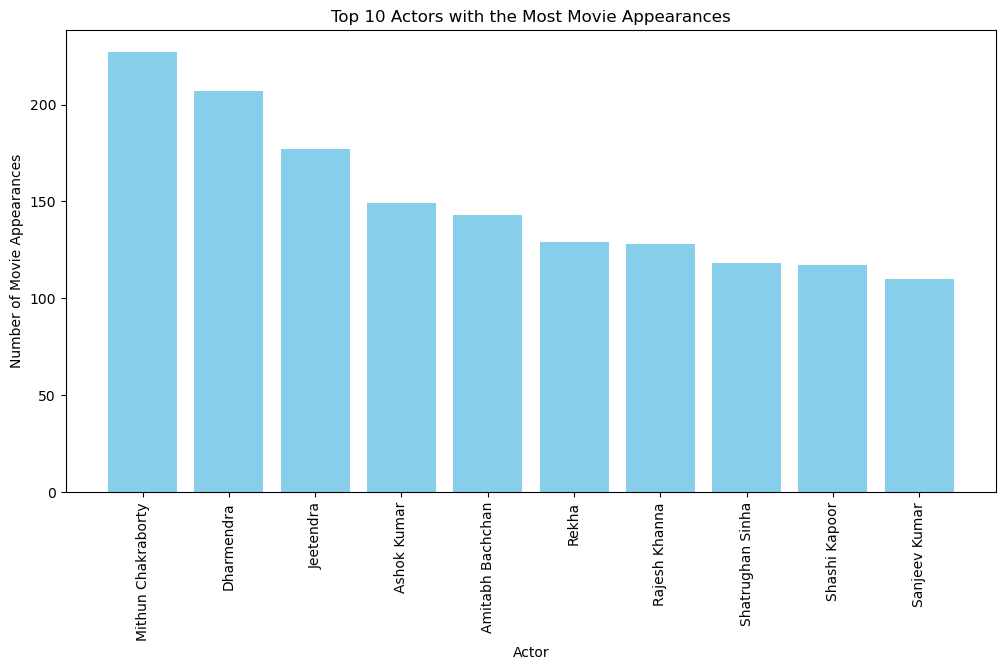 Top 10 Actors with the Most Movie Appearances
Number of Movie Appearances
200
150
100
50
0
Mithun Chakraborty
Dharmendra
Jeetendra
Ashok Kumar
Amitabh Bachchan
Rekha
Rajesh Khanna
Shatrughan Sinha
Shashi Kapoor
Sanjeev Kumar
Actor